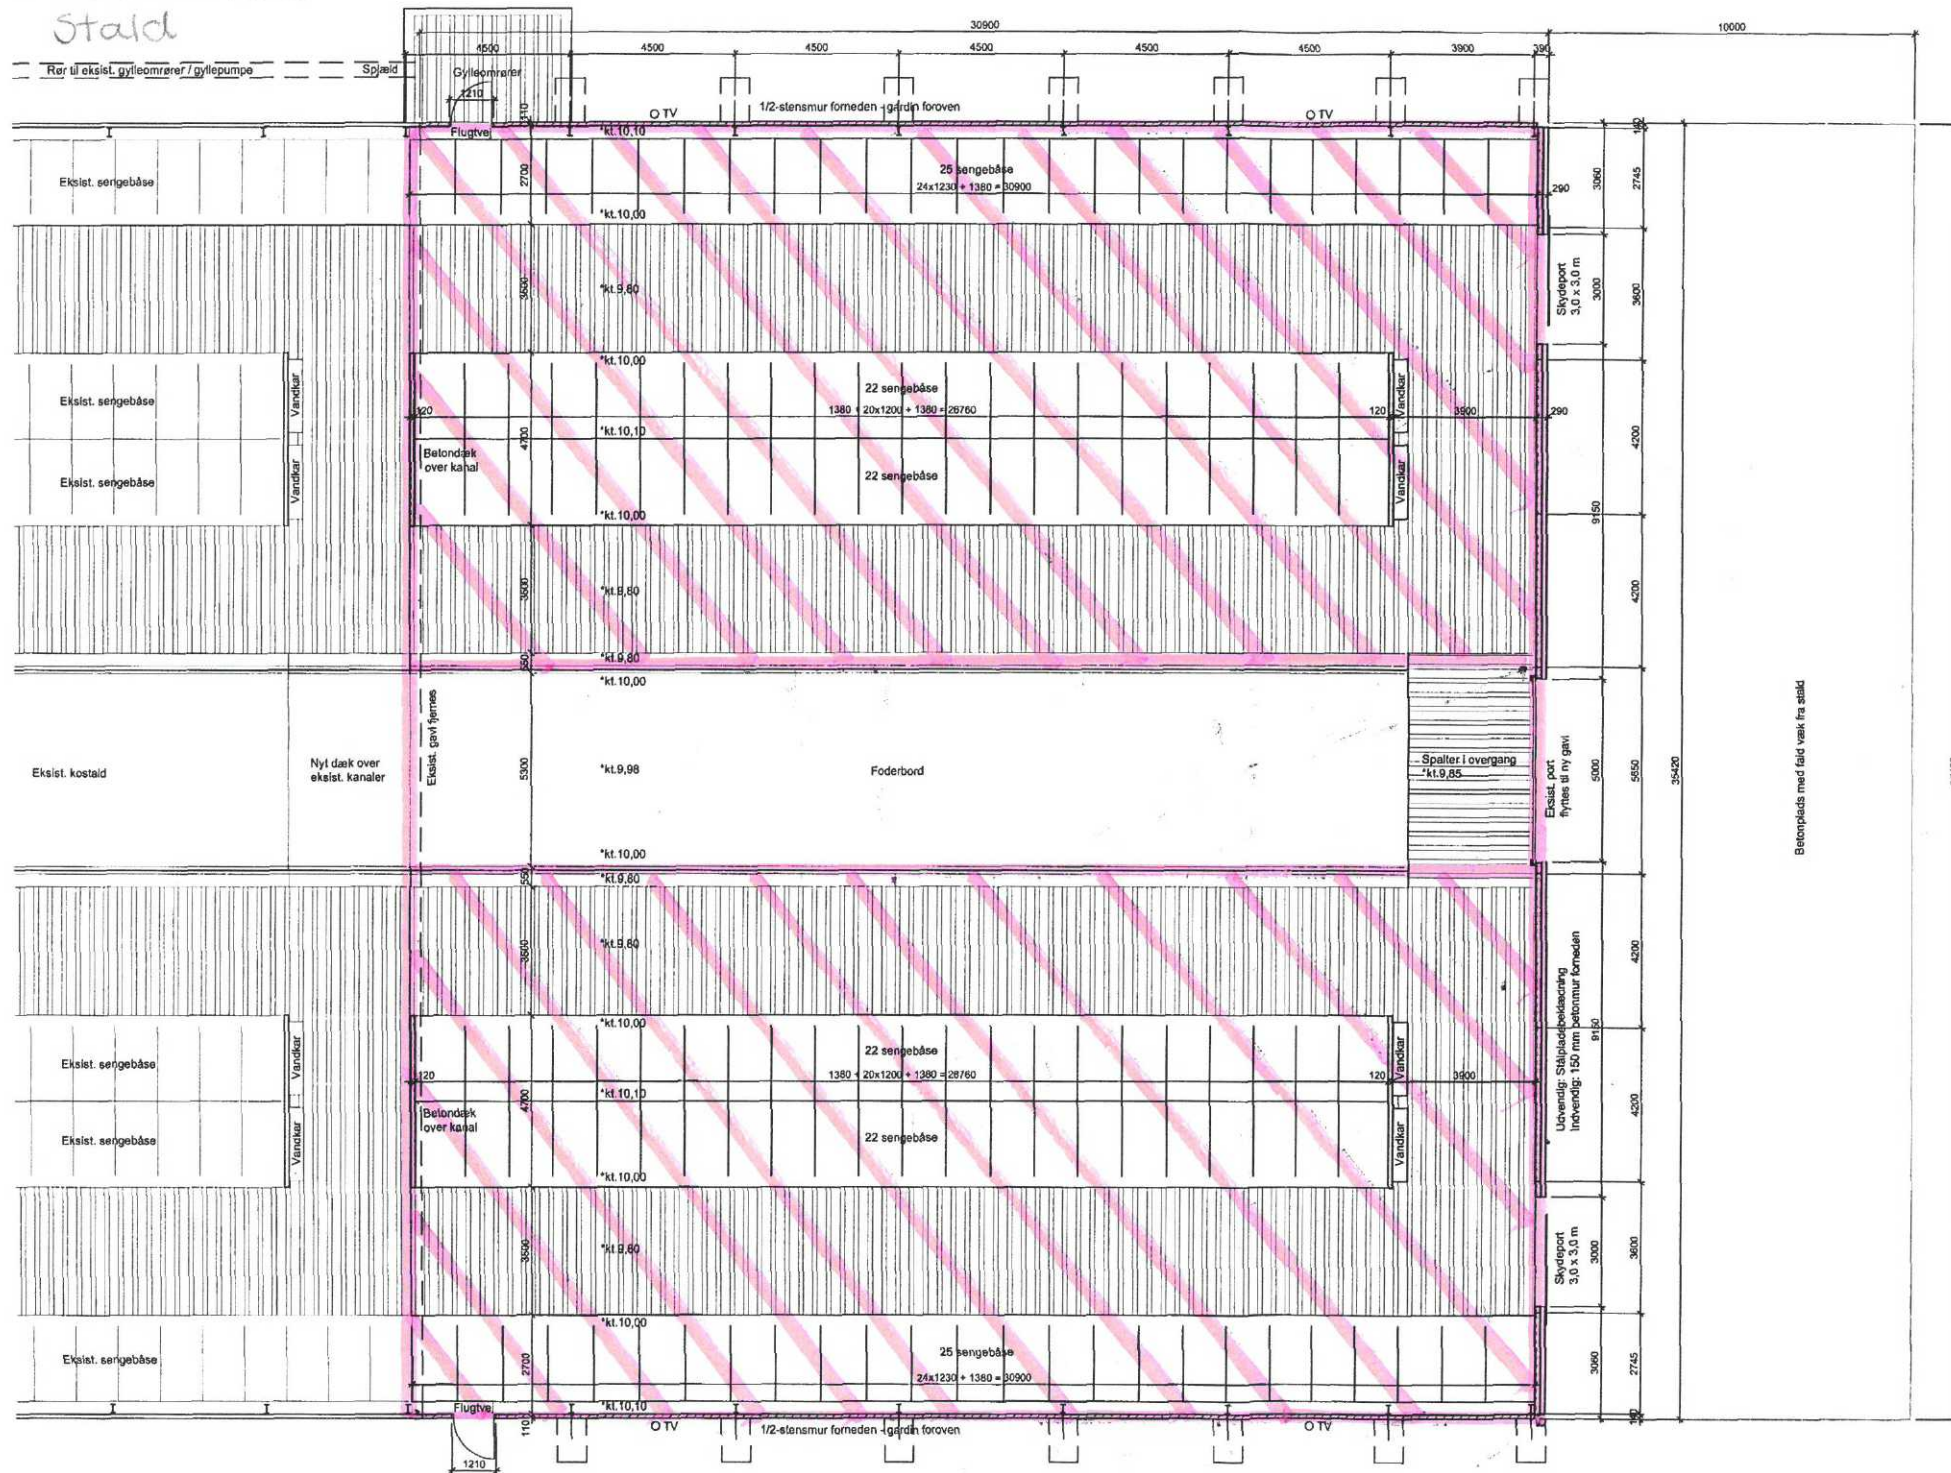 Stald
30900
10000
4500
4500
4500
4500
4500
4500
3900
390
Rør til eksist. gylleomrører / gyllepumpe
Spjæld
Gylleomrører
1210
110
O TV
1/2-stensmur forneden - gardin foroven
O TV
Flugtvej
*kt.10,10
Eksist. sengebåse
2700
25 sengebåse
24x1230 + 1380 = 30900
290
3060
2745
*kt.10,00
3600
*kt.9,80
Skydeport
3,0 x 3,0 m
3000
3600
*kt.10,00
Eksist. sengebåse
Vandkar
22 sengebåse
Vandkar
120
1380 + 20x1200 + 1380 = 26760
120
3900
290
*kt.10,10
4700
4200
Betondæk
over kanal
Eksist. sengebåse
Vandkar
22 sengebåse
Vandkar
*kt.10,00
9150
3600
*kt.9,80
4200
550
*kt.9,80
*kt.10,00
Eksist. gavl fjernes
Eksist. kostald
Nyt dæk over
eksist. kanaler
5300
*kt.9,98
Foderbord
Spalter i overgang
*kt.9,85
Eksist. port
flyttes til ny gavl
5000
5650
35420
Betonplads med fald væk fra stald
*kt.10,00
550
*kt.9,80
3600
*kt.9,80
4200
*kt.10,00
Eksist. sengebåse
Vandkar
22 sengebåse
Vandkar
120
1380 + 20x1200 + 1380 = 26760
120
3900
9150
Udvendig: Stålpladebeklædning
Indvendig: 150 mm betonmur forneden
*kt.10,10
4700
Betondæk
over kanal
4200
Eksist. sengebåse
Vandkar
22 sengebåse
Vandkar
*kt.10,00
3600
*kt.9,80
Skydeport
3,0 x 3,0 m
3000
3600
*kt.10,00
Eksist. sengebåse
2700
25 sengebåse
24x1230 + 1380 = 30900
3060
2745
Flugtvej
*kt.10,10
110
O TV
1/2-stensmur forneden - gardin foroven
O TV
1210